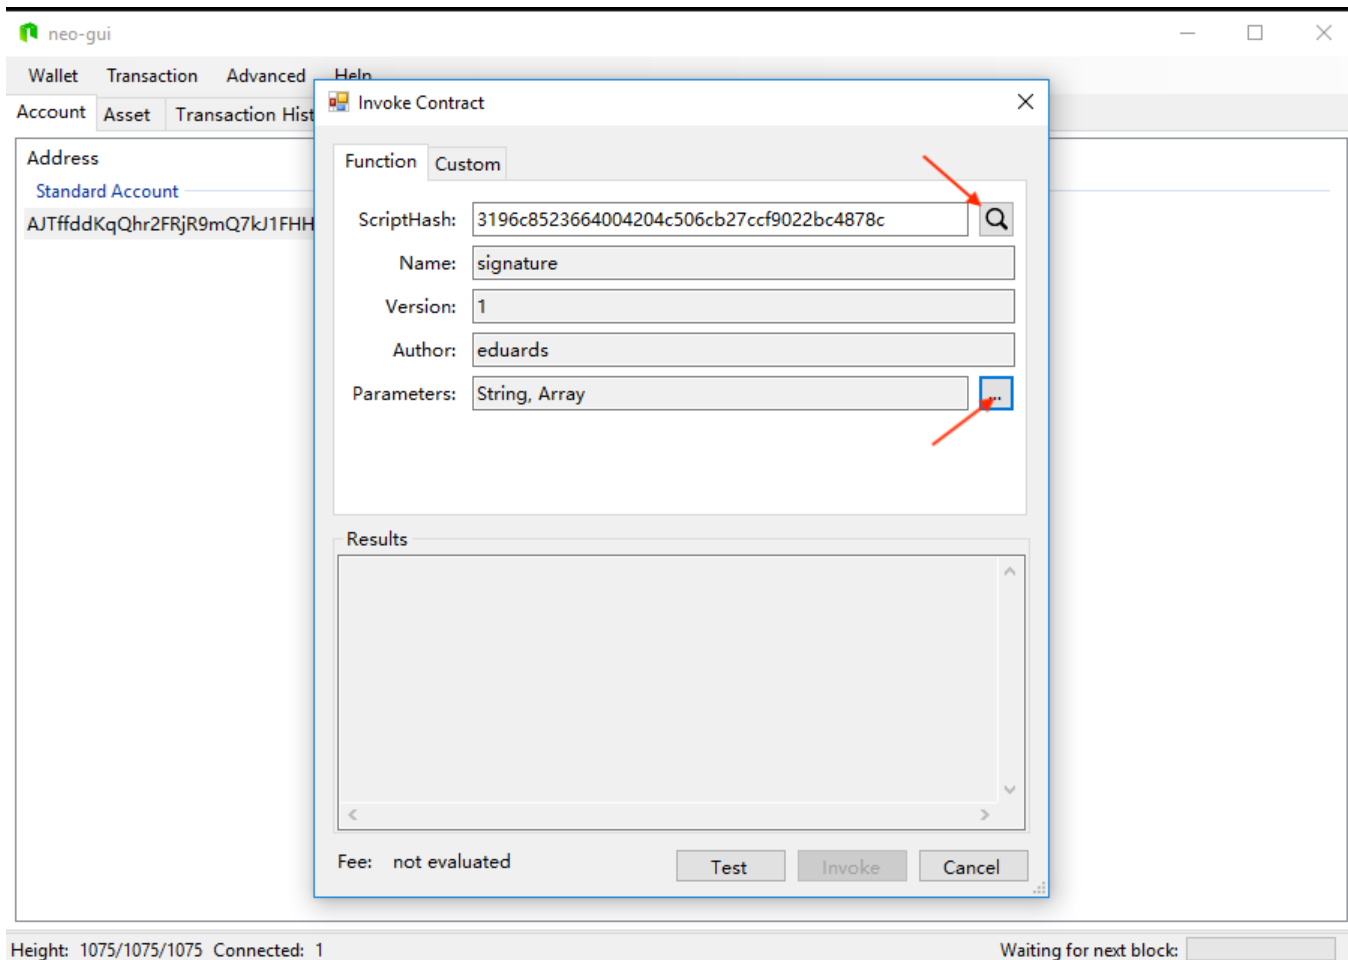 neo-gui
Wallet Transaction Advanced Help
Invoke Contract
Account Asset Transaction Hist
Address
Standard Account
AJTffddKqQhr2FRjR9mQ7kJ1FHH
Function Custom
ScriptHash: 3196c8523664004204c506cb27ccf9022bc4878c
Name: signature
Version: 1
Author: eduards
Parameters: String, Array ...
Results
Fee: not evaluated Test Invoke Cancel
Height: 1075/1075/1075 Connected: 1 Waiting for next block: